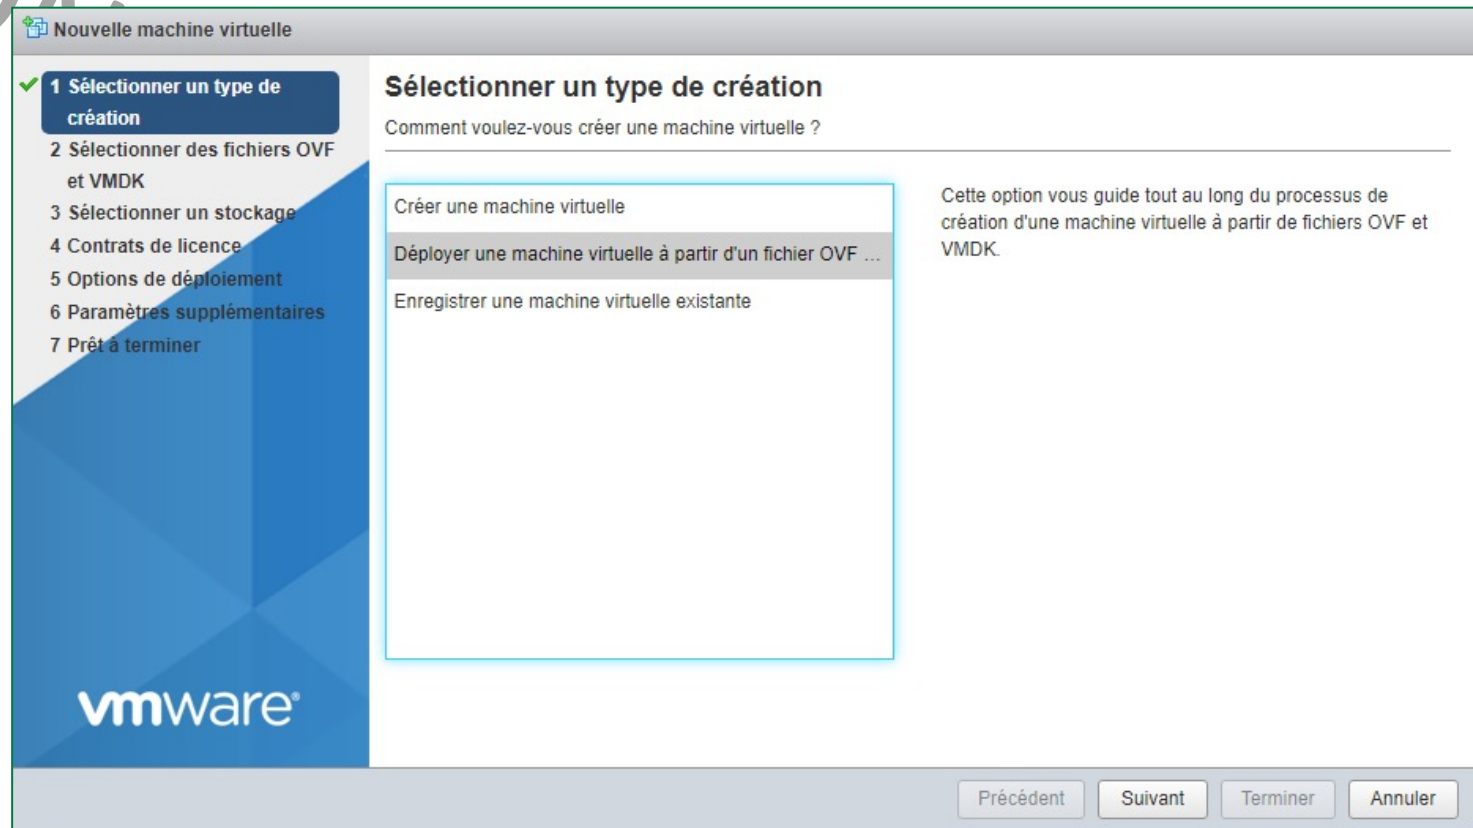 Nouvelle machine virtuelle
1 Sélectionner un type de
création
2 Sélectionner des fichiers OVF
et VMDK
3 Sélectionner un stockage
4 Contrats de licence
5 Options de déploiement
6 Paramètres supplémentaires
7 Prêt à terminer
vmware®
Sélectionner un type de création
Comment voulez-vous créer une machine virtuelle ?
Créer une machine virtuelle
Déployer une machine virtuelle à partir d'un fichier OVF ...
Enregistrer une machine virtuelle existante
Cette option vous guide tout au long du processus de
création d'une machine virtuelle à partir de fichiers OVF et
VMDK.
Précédent Suivant Terminer Annuler